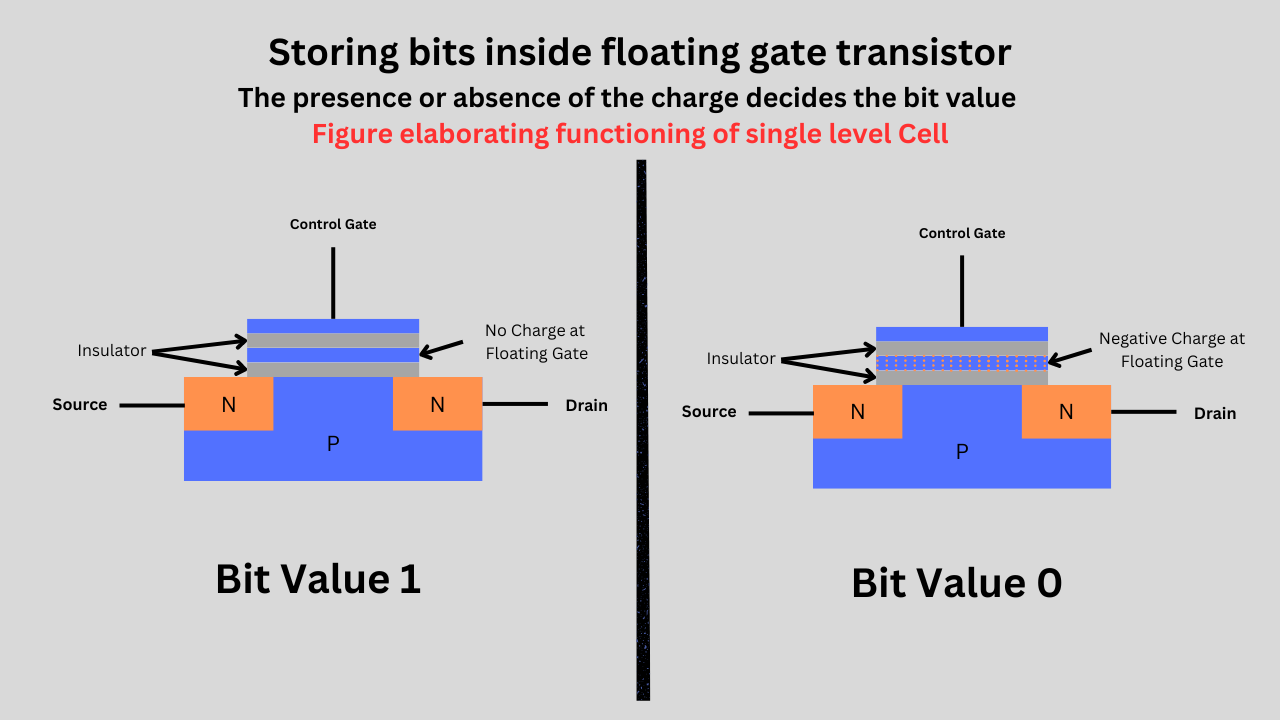 Storing bits inside floating gate transistor
The presence or absence of the charge decides the bit value
Figure elaborating functioning of single level Cell
Control Gate
Insulator
No Charge at
Floating Gate
Source
N
N
Drain
P
Bit Value 1
Control Gate
Insulator
Negative Charge at
Floating Gate
Source
N
N
Drain
P
Bit Value 0